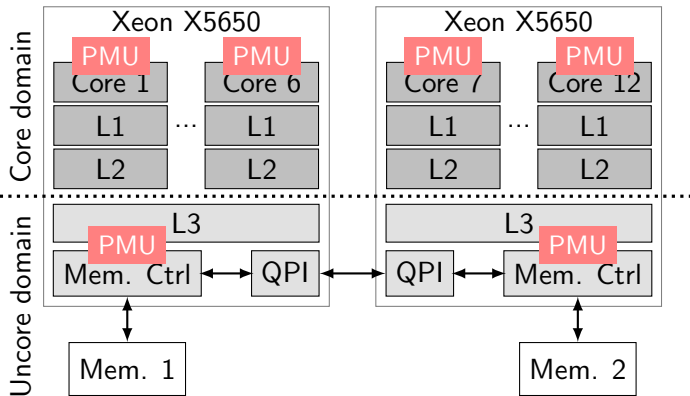 Xeon X5650 Xeon X5650
PMU PMU PMU PMU
Core 1 Core 6 Core 7 Core 12
L1 ... L1 L1 ... L1
L2 L2 L2 L2
Core domain
L3 L3
PMU PMU
Mem. Ctrl QPI QPI Mem. Ctrl
Uncore domain
Mem. 1 Mem. 2